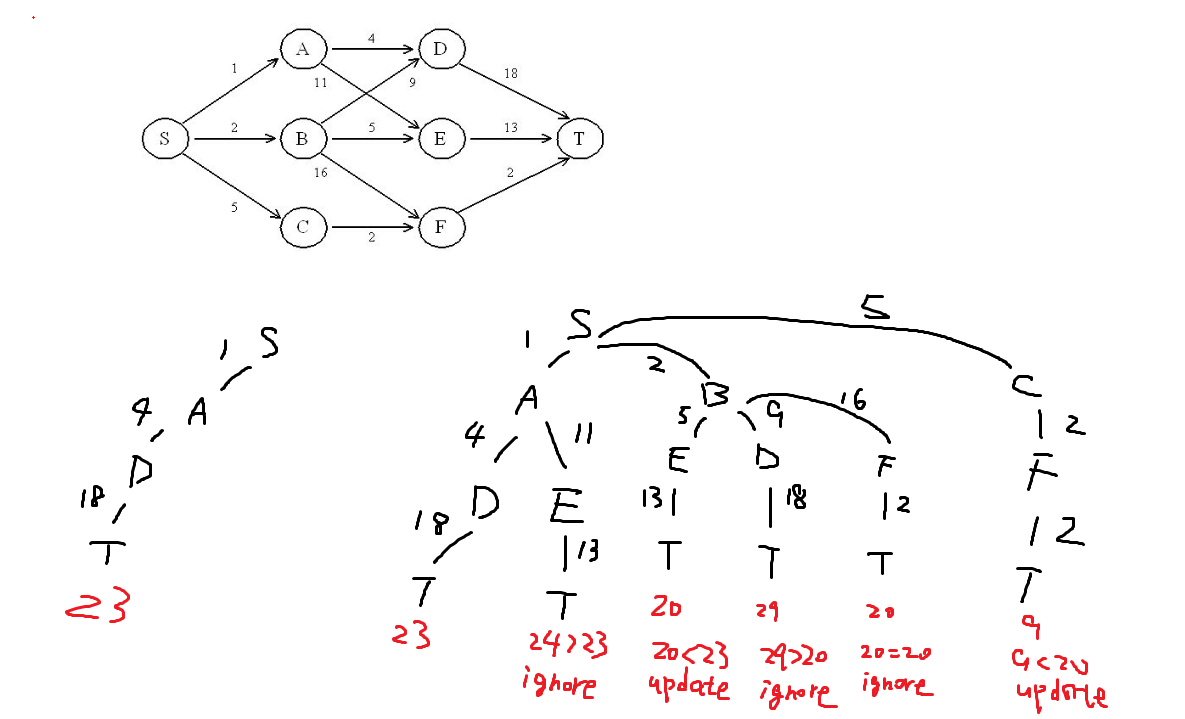 A 4 D
1 11 9 18
S 2 B 5 E 13 T
16 2
5
C 2 F
5
1 S
1 S
2
C
4 A
A
B 16
5 9
2
4 11
D
E D F
F
18
D E
13 18 2
18
12
T
13
T T T
T
T T
23
20 29 20
9
23
24>23 20<23 29>20 20=20 9<20
ignore update ignore ignore update